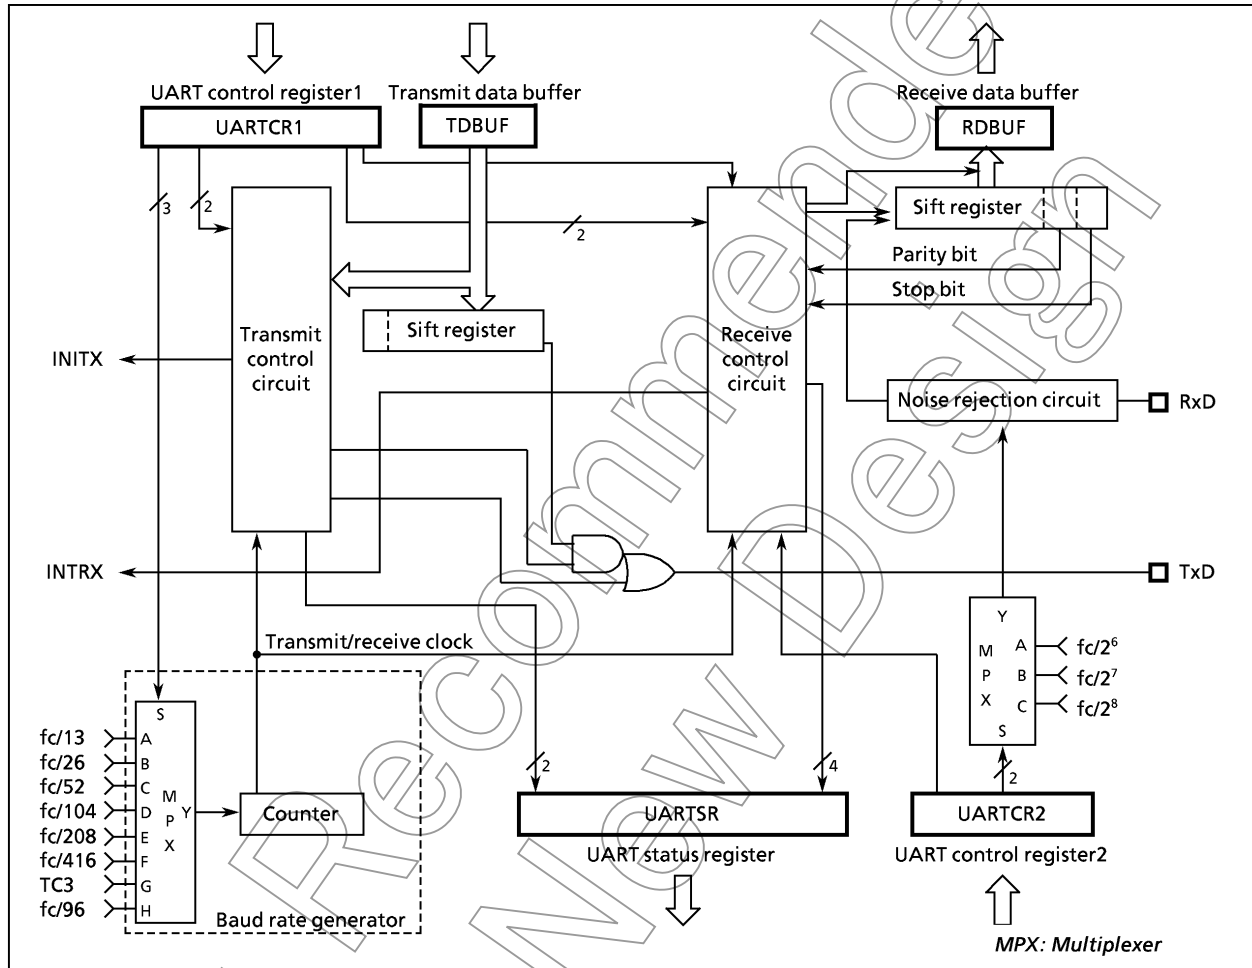 UART control register1
Transmit data buffer
Receive data buffer
UARTCR1
TDBUF
RDBUF
3
2
2
Sift register
Parity bit
Stop bit
Sift register
Transmit
control
circuit
Receive
control
circuit
INITX
Noise rejection circuit
RxD
INTRX
TxD
Transmit/receive clock
Y
M
P
X
A
B
C
S
fc/2⁶
fc/2⁷
fc/2⁸
2
4
2
S
fc/13
fc/26
fc/52
fc/104
fc/208
fc/416
TC3
fc/96
A
B
C
D
E
F
G
H
M
P
X
Y
Counter
Baud rate generator
UARTSR
UART status register
UARTCR2
UART control register2
MPX: Multiplexer
Recommende
New Design